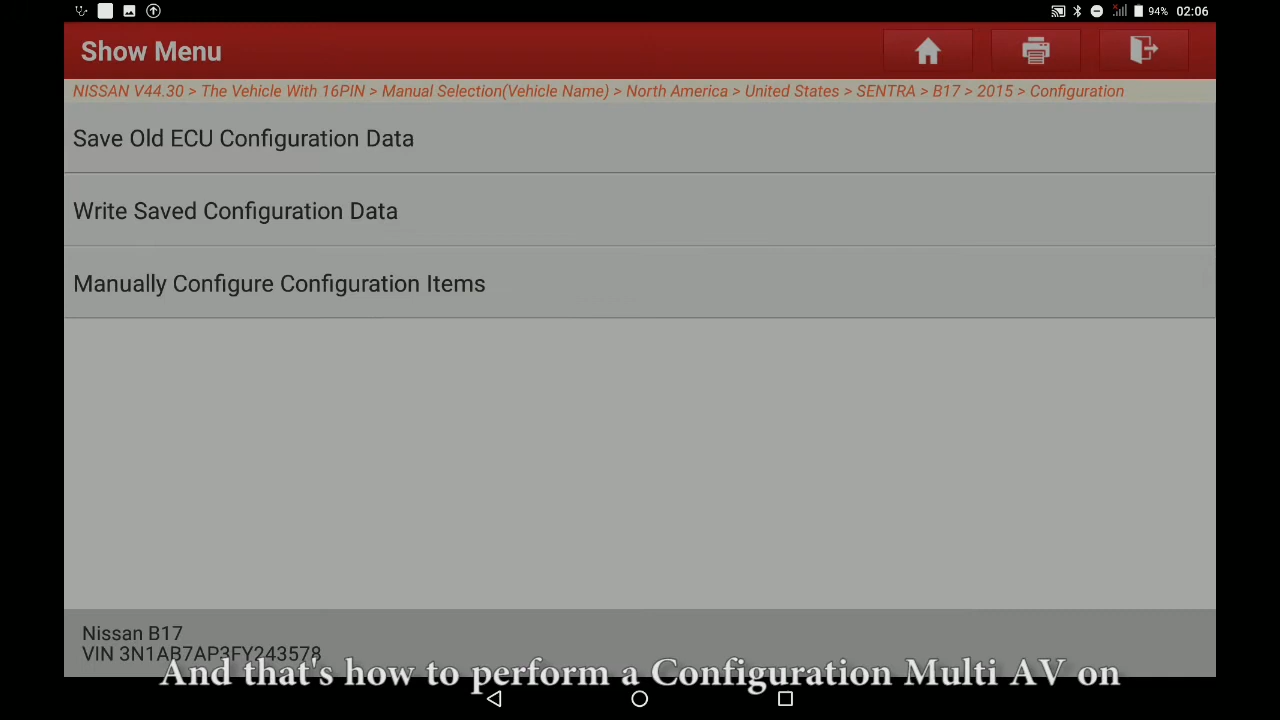 94% 02:06
Show Menu
NISSAN V44.30 > The Vehicle With 16PIN > Manual Selection(Vehicle Name) > North America > United States > SENTRA > B17 > 2015 > Configuration
Save Old ECU Configuration Data
Write Saved Configuration Data
Manually Configure Configuration Items
Nissan B17
VIN 3N1AB7AP3FY243578
And that's how to perform a Configuration Multi AV on